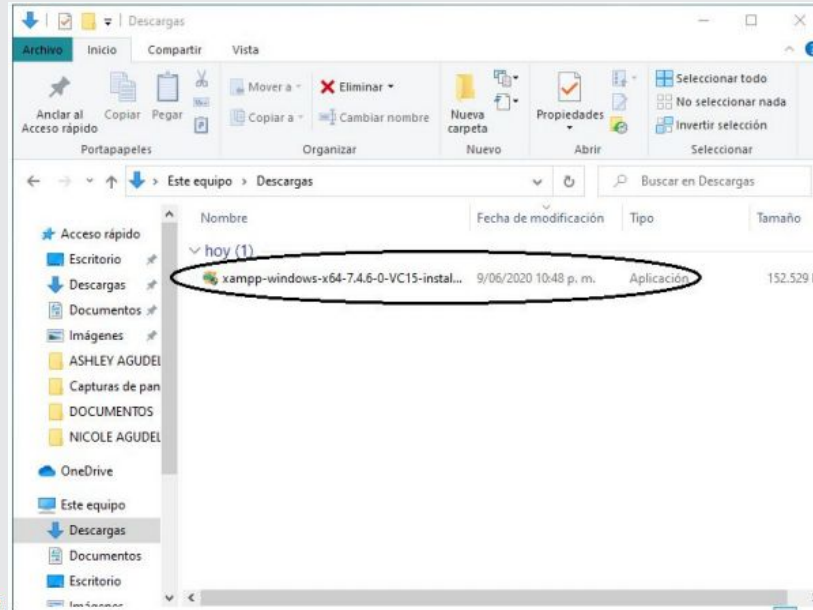 Descargas
Archivo Inicio Compartir Vista
Anclar al Acceso rápido
Copiar
Pegar
Portapapeles
Mover a
Copiar a
Eliminar
Cambiar nombre
Organizar
Nueva carpeta
Nuevo
Propiedades
Abrir
Seleccionar todo
No seleccionar nada
Invertir selección
Seleccionar
Este equipo > Descargas
Buscar en Descargas
Nombre Fecha de modificación Tipo Tamaño
hoy (1)
xampp-windows-x64-7.4.6-0-VC15-instal... 9/06/2020 10:48 p. m. Aplicación 152.529
Acceso rápido
Escritorio
Descargas
Documentos
Imágenes
ASHLEY AGUDEL
Capturas de pan
DOCUMENTOS
NICOLE AGUDEL
OneDrive
Este equipo
Descargas
Documentos
Escritorio
Imágenes